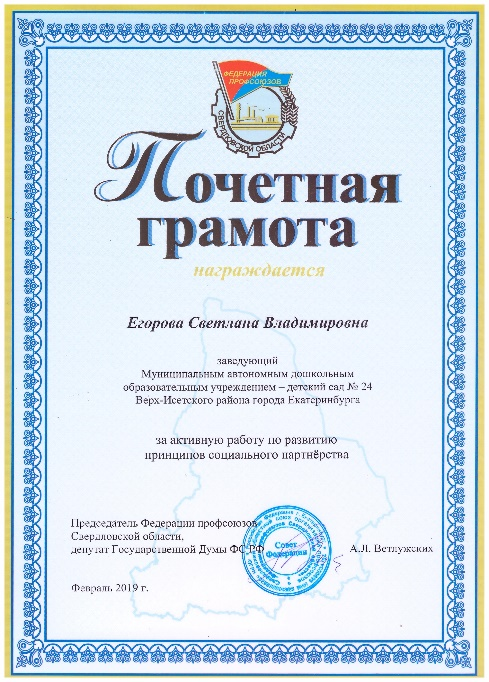 ФЕДЕРАЦИЯ
ПРОФСОЮЗОВ
СВЕРДЛОВСКОЙ ОБЛАСТИ
Почетная
грамота
награждается
Егорова Светлана Владимировна
заведующий
Муниципальным автономным дошкольным
образовательным учреждением – детский сад № 24
Верх-Исетского района города Екатеринбурга
за активную работу по развитию
принципов социального партнёрства
Председатель Федерации профсоюзов
Свердловской области,
депутат Государственной Думы ФС РФ
А.Л. Ветлужских
Совет
Федерации
Февраль 2019 г.